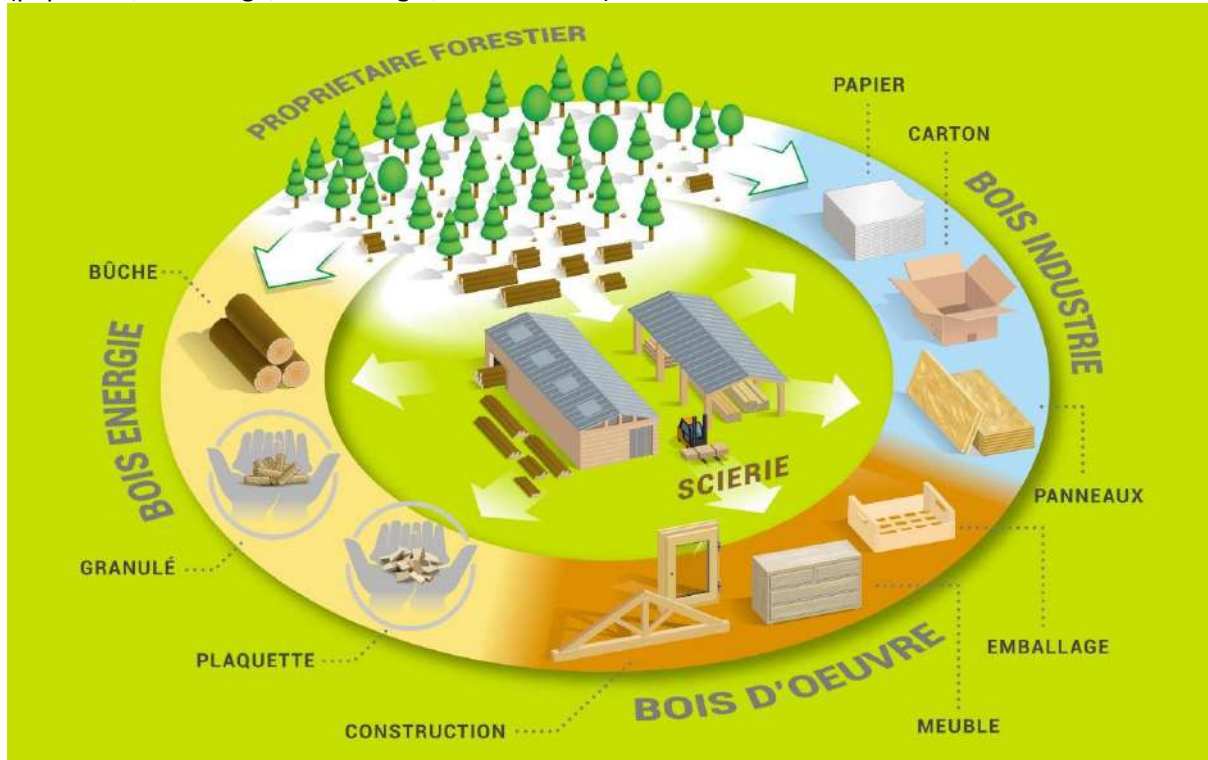 PROPRIETAIRE FORESTIER
PAPIER
CARTON
BOIS INDUSTRIE
BÛCHE
BOIS ENERGIE
SCIERIE
PANNEAUX
GRANULÉ
EMBALLAGE
PLAQUETTE
BOIS D'OEUVRE
MEUBLE
CONSTRUCTION